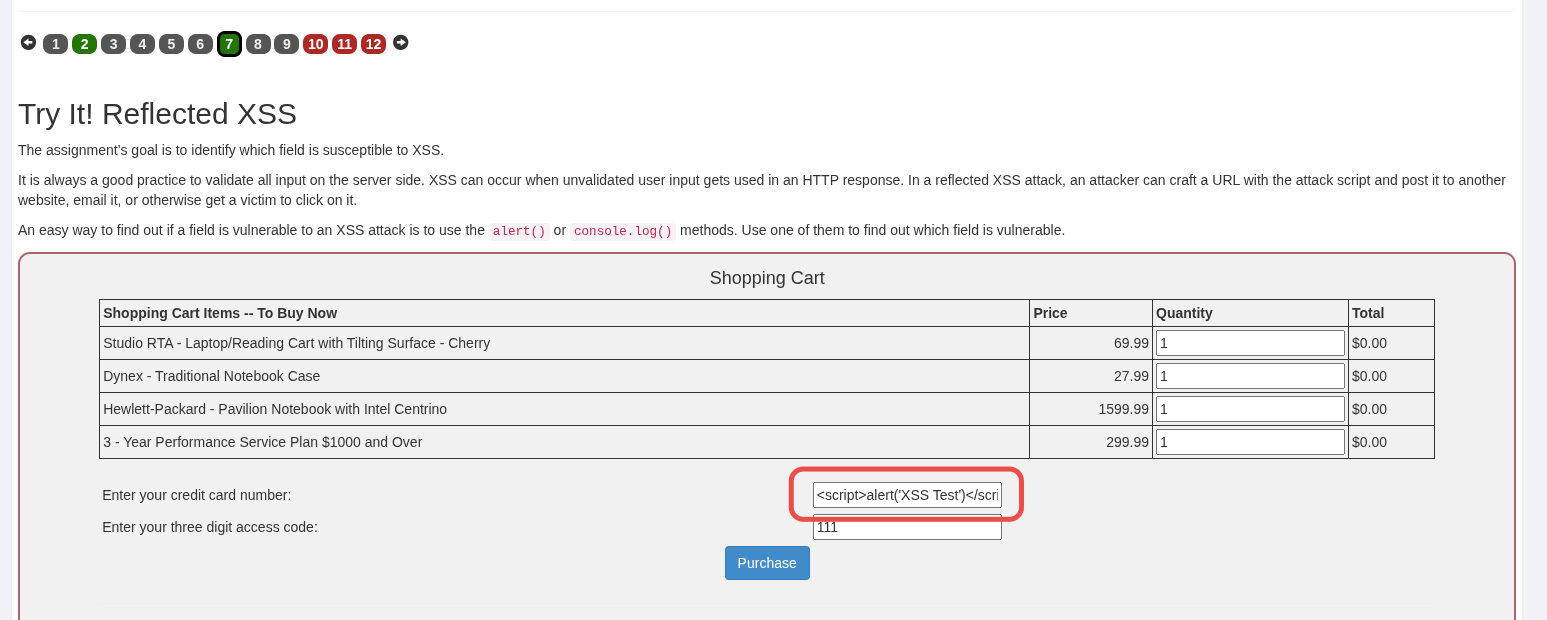 1 2 3 4 5 6 7 8 9 10 11 12
Try It! Reflected XSS
The assignment's goal is to identify which field is susceptible to XSS.
It is always a good practice to validate all input on the server side. XSS can occur when unvalidated user input gets used in an HTTP response. In a reflected XSS attack, an attacker can craft a URL with the attack script and post it to another
website, email it, or otherwise get a victim to click on it.
An easy way to find out if a field is vulnerable to an XSS attack is to use the alert() or console.log() methods. Use one of them to find out which field is vulnerable.
Shopping Cart
Shopping Cart Items -- To Buy Now Price Quantity Total
Studio RTA - Laptop/Reading Cart with Tilting Surface - Cherry 69.99 1 $0.00
Dynex - Traditional Notebook Case 27.99 1 $0.00
Hewlett-Packard - Pavilion Notebook with Intel Centrino 1599.99 1 $0.00
3 - Year Performance Service Plan $1000 and Over 299.99 1 $0.00
Enter your credit card number: <script>alert('XSS Test')</scri
Enter your three digit access code: 111
Purchase